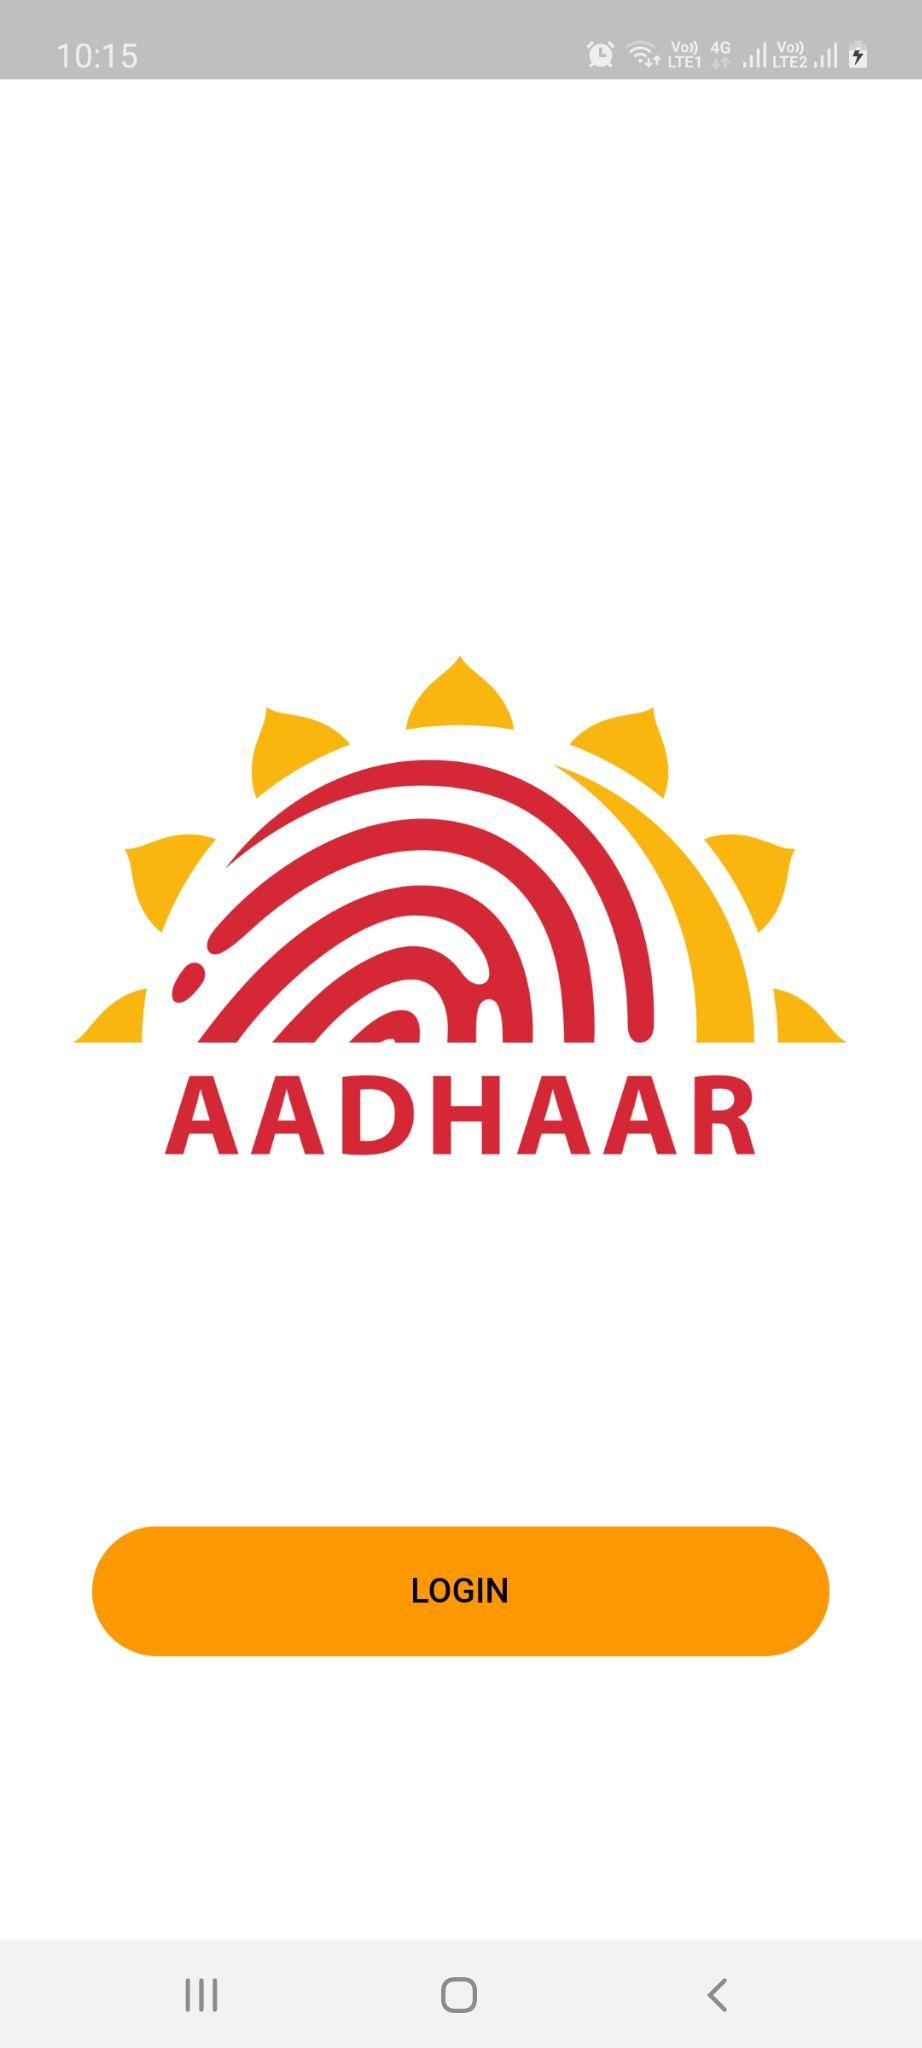 10:15 Vo)) LTE1 4G Vo)) LTE2
AADHAAR
LOGIN